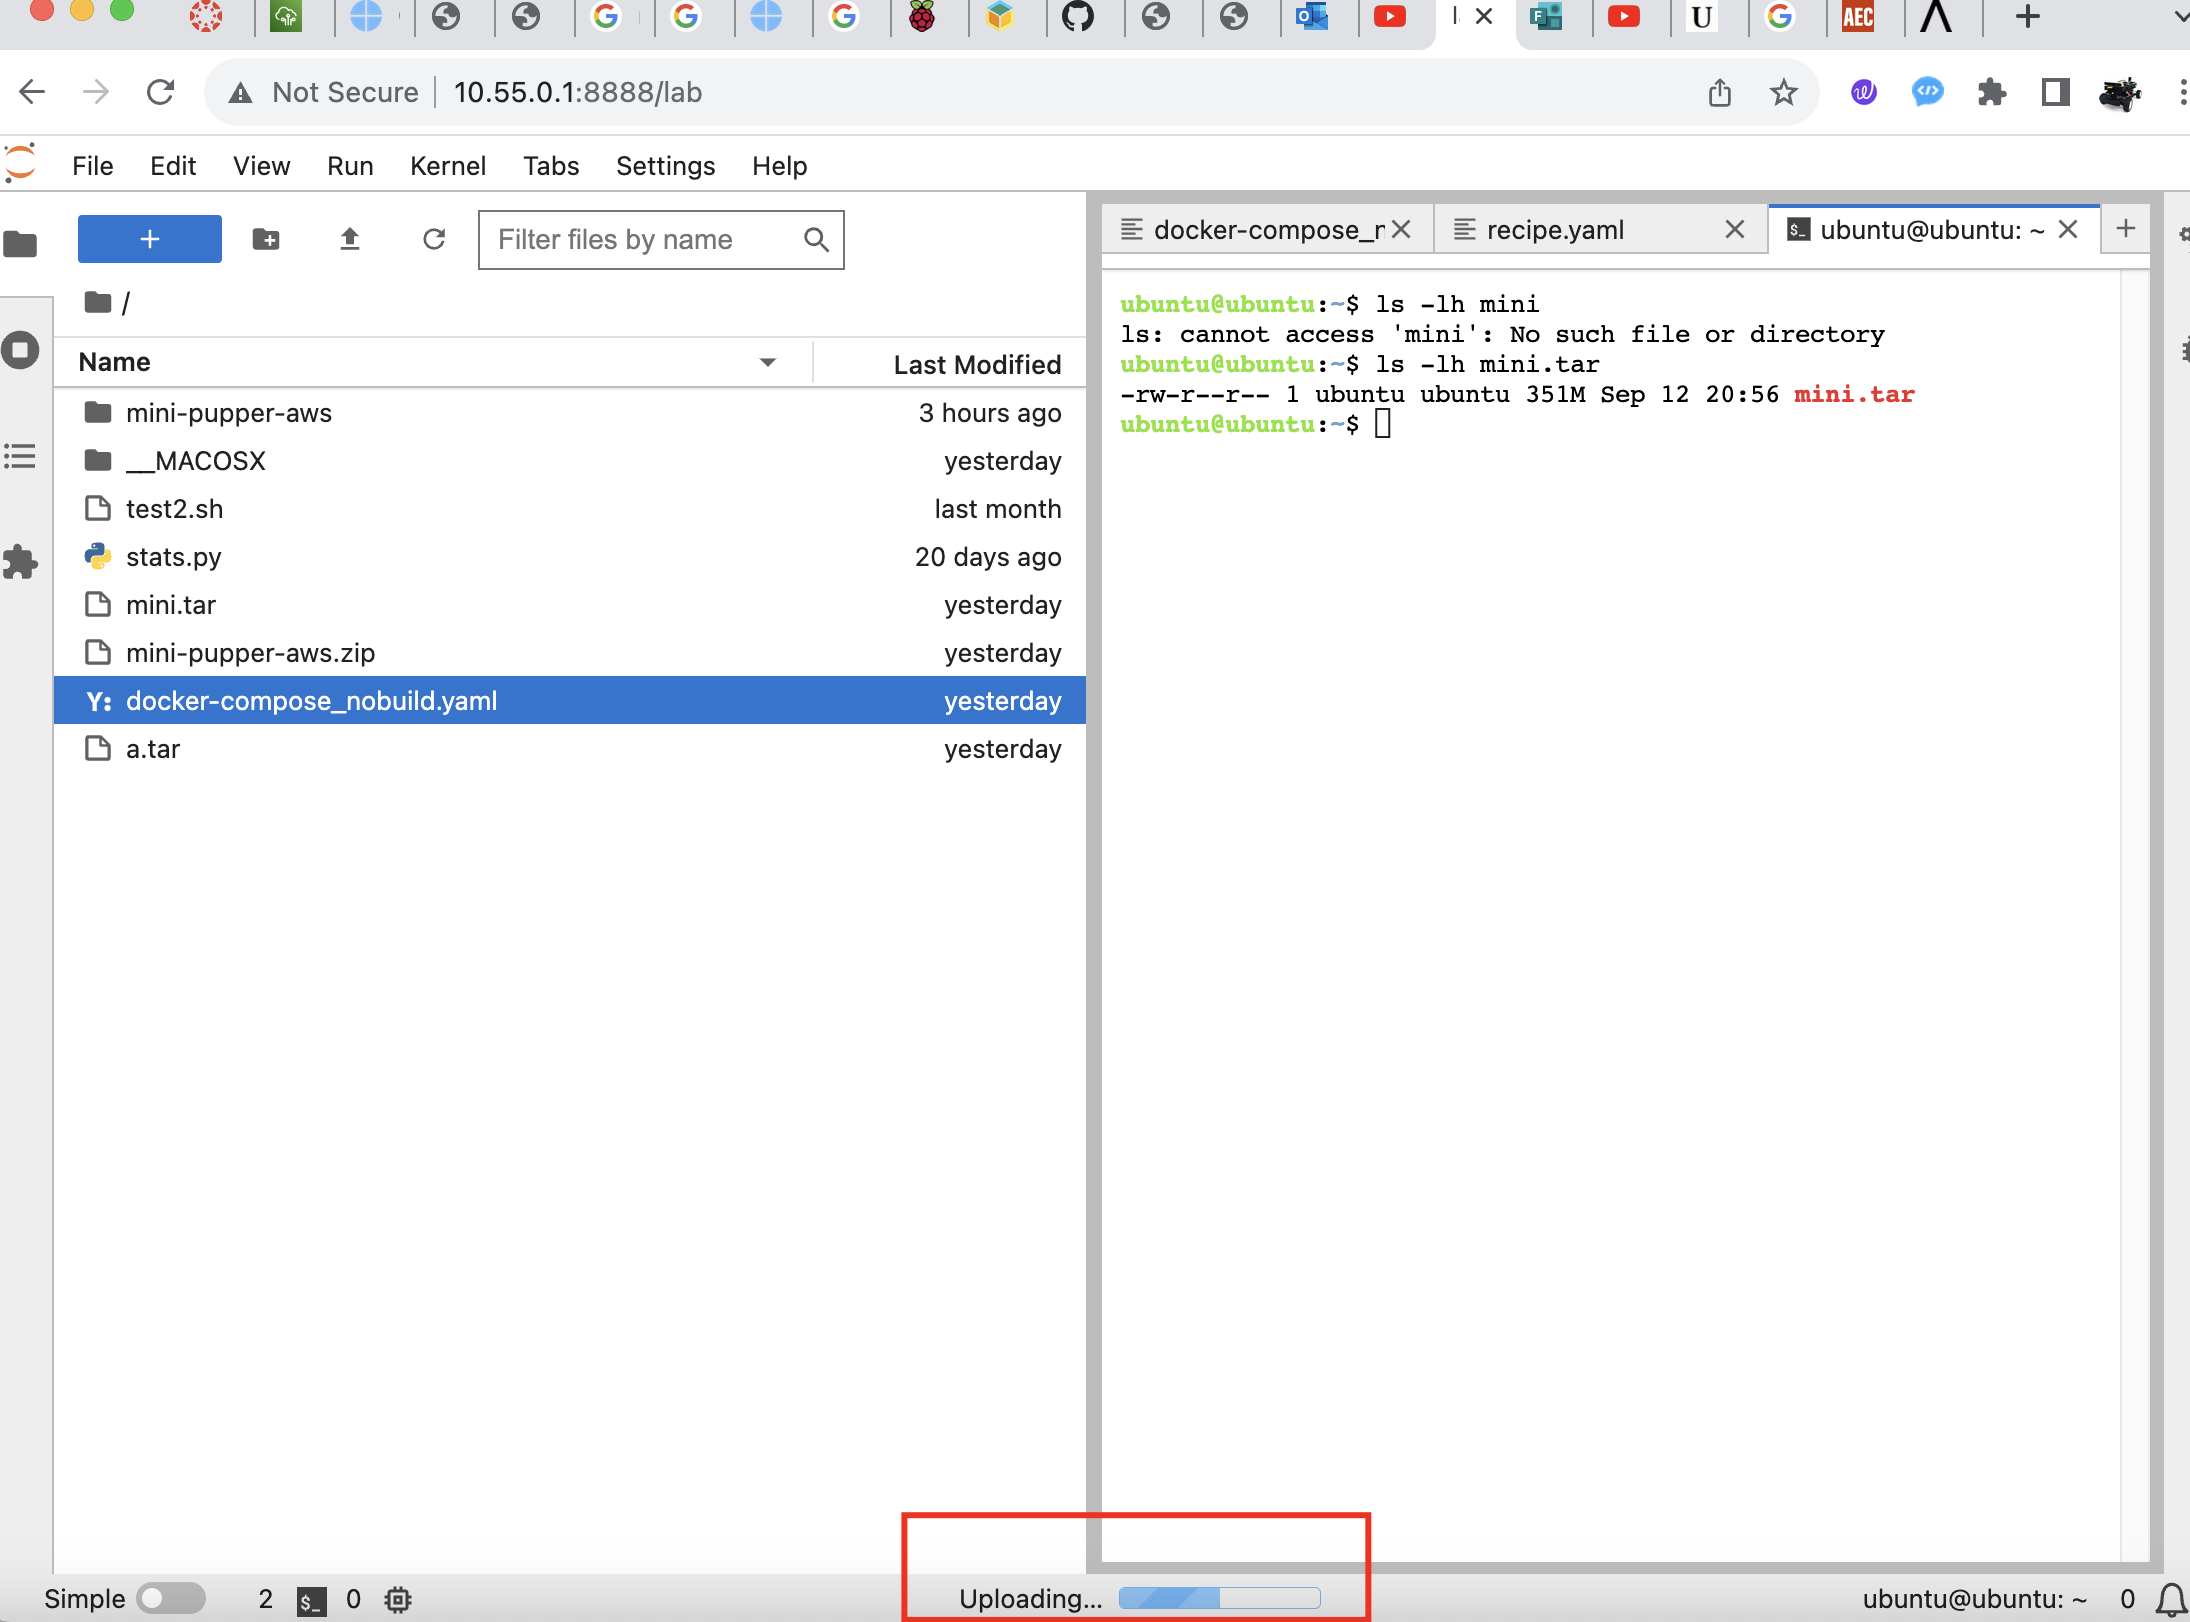 U
AEC
Not Secure
10.55.0.1:8888/lab
File Edit View Run Kernel Tabs Settings Help
+
Filter files by name
docker-compose_n
recipe.yaml
$_ ubuntu@ubuntu: ~
/
Name
Last Modified
mini-pupper-aws 3 hours ago
__MACOSX yesterday
test2.sh last month
stats.py 20 days ago
mini.tar yesterday
mini-pupper-aws.zip yesterday
Y: docker-compose_nobuild.yaml yesterday
a.tar yesterday
ubuntu@ubuntu:~$ ls -lh mini
ls: cannot access 'mini': No such file or directory
ubuntu@ubuntu:~$ ls -lh mini.tar
-rw-r--r-- 1 ubuntu ubuntu 351M Sep 12 20:56 mini.tar
ubuntu@ubuntu:~$
Simple 2 $_ 0
Uploading...
ubuntu@ubuntu: ~ 0